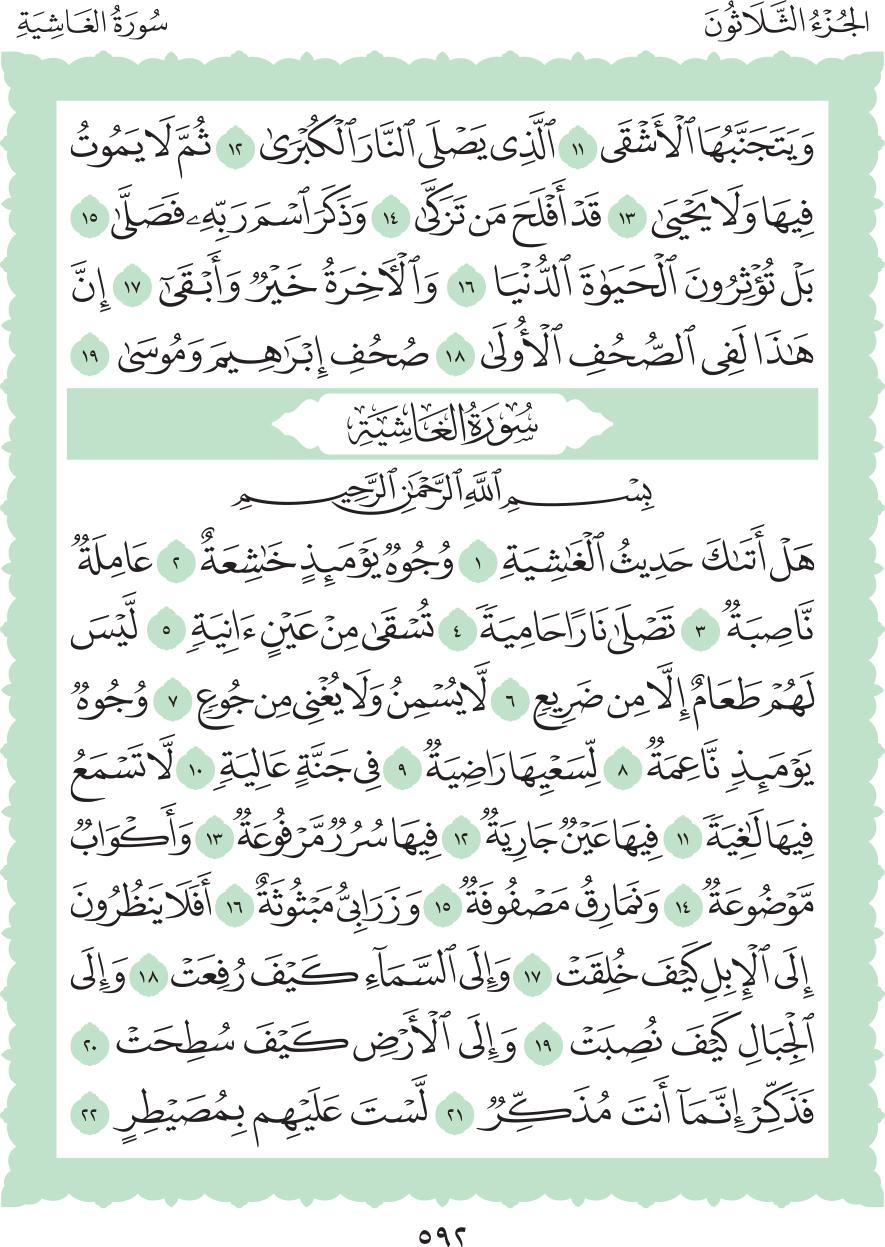 الجُزْءُ الثَّلَاثُونَ
سُورَةُ الغَاشِيَةِ
وَيَتَجَنَّبُهَا ٱلْأَشْقَى ١١ ٱلَّذِى يَصْلَى ٱلنَّارَ ٱلْكُبْرَىٰ ١٢ ثُمَّ لَا يَمُوتُ
فِيهَا وَلَا يَحْيَىٰ ١٣ قَدْ أَفْلَحَ مَن تَزَكَّىٰ ١٤ وَذَكَرَ ٱسْمَ رَبِّهِۦ فَصَلَّىٰ ١٥
بَلْ تُؤْثِرُونَ ٱلْحَيَوٰةَ ٱلدُّنْيَا ١٦ وَٱلْـَٔاخِرَةُ خَيْرٌ وَأَبْقَىٰٓ ١٧ إِنَّ
هَـٰذَا لَفِى ٱلصُّحُفِ ٱلْأُولَىٰ ١٨ صُحُفِ إِبْرَٰهِيمَ وَمُوسَىٰ ١٩
سُورَةُ الغَاشِيَةِ
بِسْمِ ٱللَّهِ ٱلرَّحْمَـٰنِ ٱلرَّحِيمِ
هَلْ أَتَىٰكَ حَدِيثُ ٱلْغَـٰشِيَةِ ١ وُجُوهٌ يَوْمَئِذٍ خَـٰشِعَةٌ ٢ عَامِلَةٌ
نَّاصِبَةٌ ٣ تَصْلَىٰ نَارًا حَامِيَةً ٤ تُسْقَىٰ مِنْ عَيْنٍ ءَانِيَةٍ ٥ لَّيْسَ
لَهُمْ طَعَامٌ إِلَّا مِن ضَرِيعٍ ٦ لَّا يُسْمِنُ وَلَا يُغْنِى مِن جُوعٍ ٧ وُجُوهٌ
يَوْمَئِذٍ نَّاعِمَةٌ ٨ لِّسَعْيِهَا رَاضِيَةٌ ٩ فِى جَنَّةٍ عَالِيَةٍ ١٠ لَّا تَسْمَعُ
فِيهَا لَـٰغِيَةً ١١ فِيهَا عَيْنٌ جَارِيَةٌ ١٢ فِيهَا سُرُرٌ مَّرْفُوعَةٌ ١٣ وَأَكْوَابٌ
مَّوْضُوعَةٌ ١٤ وَنَمَارِقُ مَصْفُوفَةٌ ١٥ وَزَرَابِىُّ مَبْثُوثَةٌ ١٦ أَفَلَا يَنظُرُونَ
إِلَى ٱلْإِبِلِ كَيْفَ خُلِقَتْ ١٧ وَإِلَى ٱلسَّمَآءِ كَيْفَ رُفِعَتْ ١٨ وَإِلَى
ٱلْجِبَالِ كَيْفَ نُصِبَتْ ١٩ وَإِلَى ٱلْأَرْضِ كَيْفَ سُطِحَتْ ٢٠
فَذَكِّرْ إِنَّمَآ أَنتَ مُذَكِّرٌ ٢١ لَّسْتَ عَلَيْهِم بِمُصَيْطِرٍ ٢٢
٥٩٢